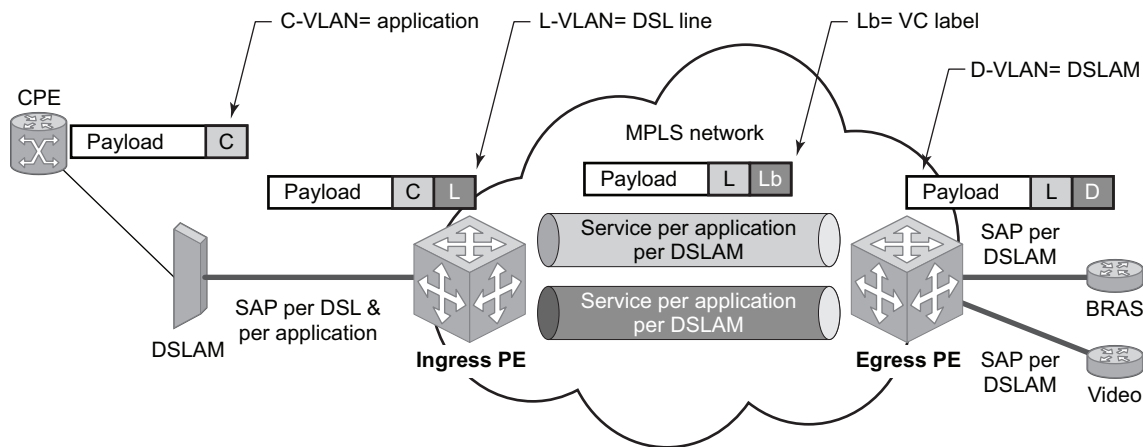 C-VLAN= application
L-VLAN= DSL line
Lb= VC label
D-VLAN= DSLAM
CPE
Payload C
MPLS network
Payload C L
Payload L Lb
Payload L D
Service per application
per DSLAM
SAP per
DSLAM
SAP per DSL &
per application
Service per application
per DSLAM
BRAS
DSLAM
Ingress PE
Egress PE
SAP per
DSLAM
Video